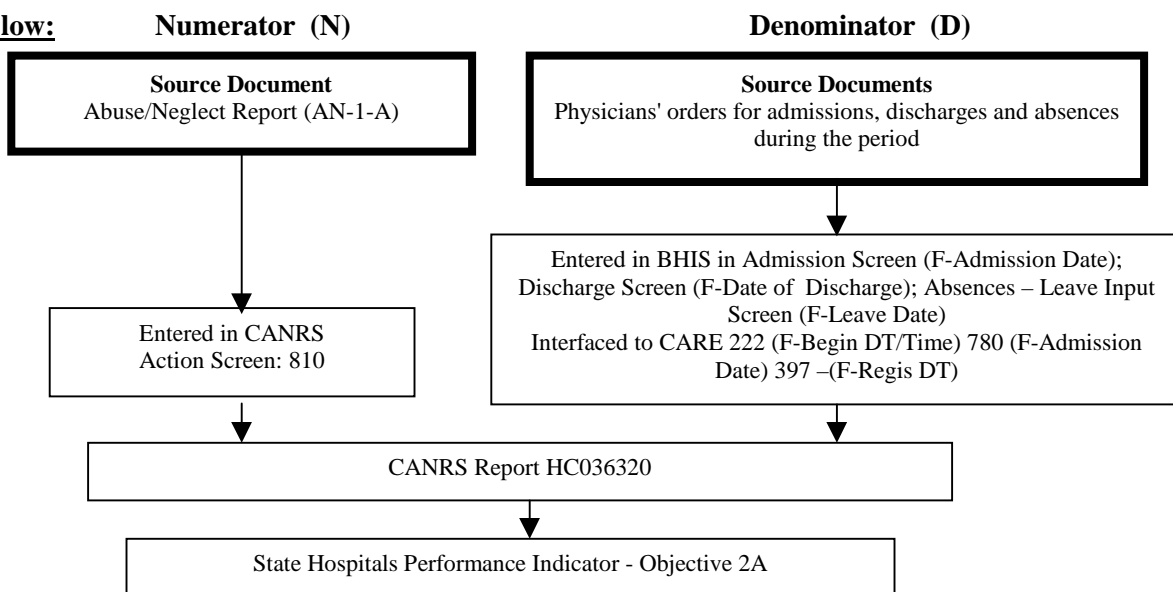 low: Numerator (N) Denominator (D)
Source Document
Abuse/Neglect Report (AN-1-A)
Source Documents
Physicians' orders for admissions, discharges and absences
during the period
Entered in CANRS
Action Screen: 810
Entered in BHIS in Admission Screen (F-Admission Date);
Discharge Screen (F-Date of Discharge); Absences – Leave Input
Screen (F-Leave Date)
Interfaced to CARE 222 (F-Begin DT/Time) 780 (F-Admission
Date) 397 –(F-Regis DT)
CANRS Report HC036320
State Hospitals Performance Indicator - Objective 2A